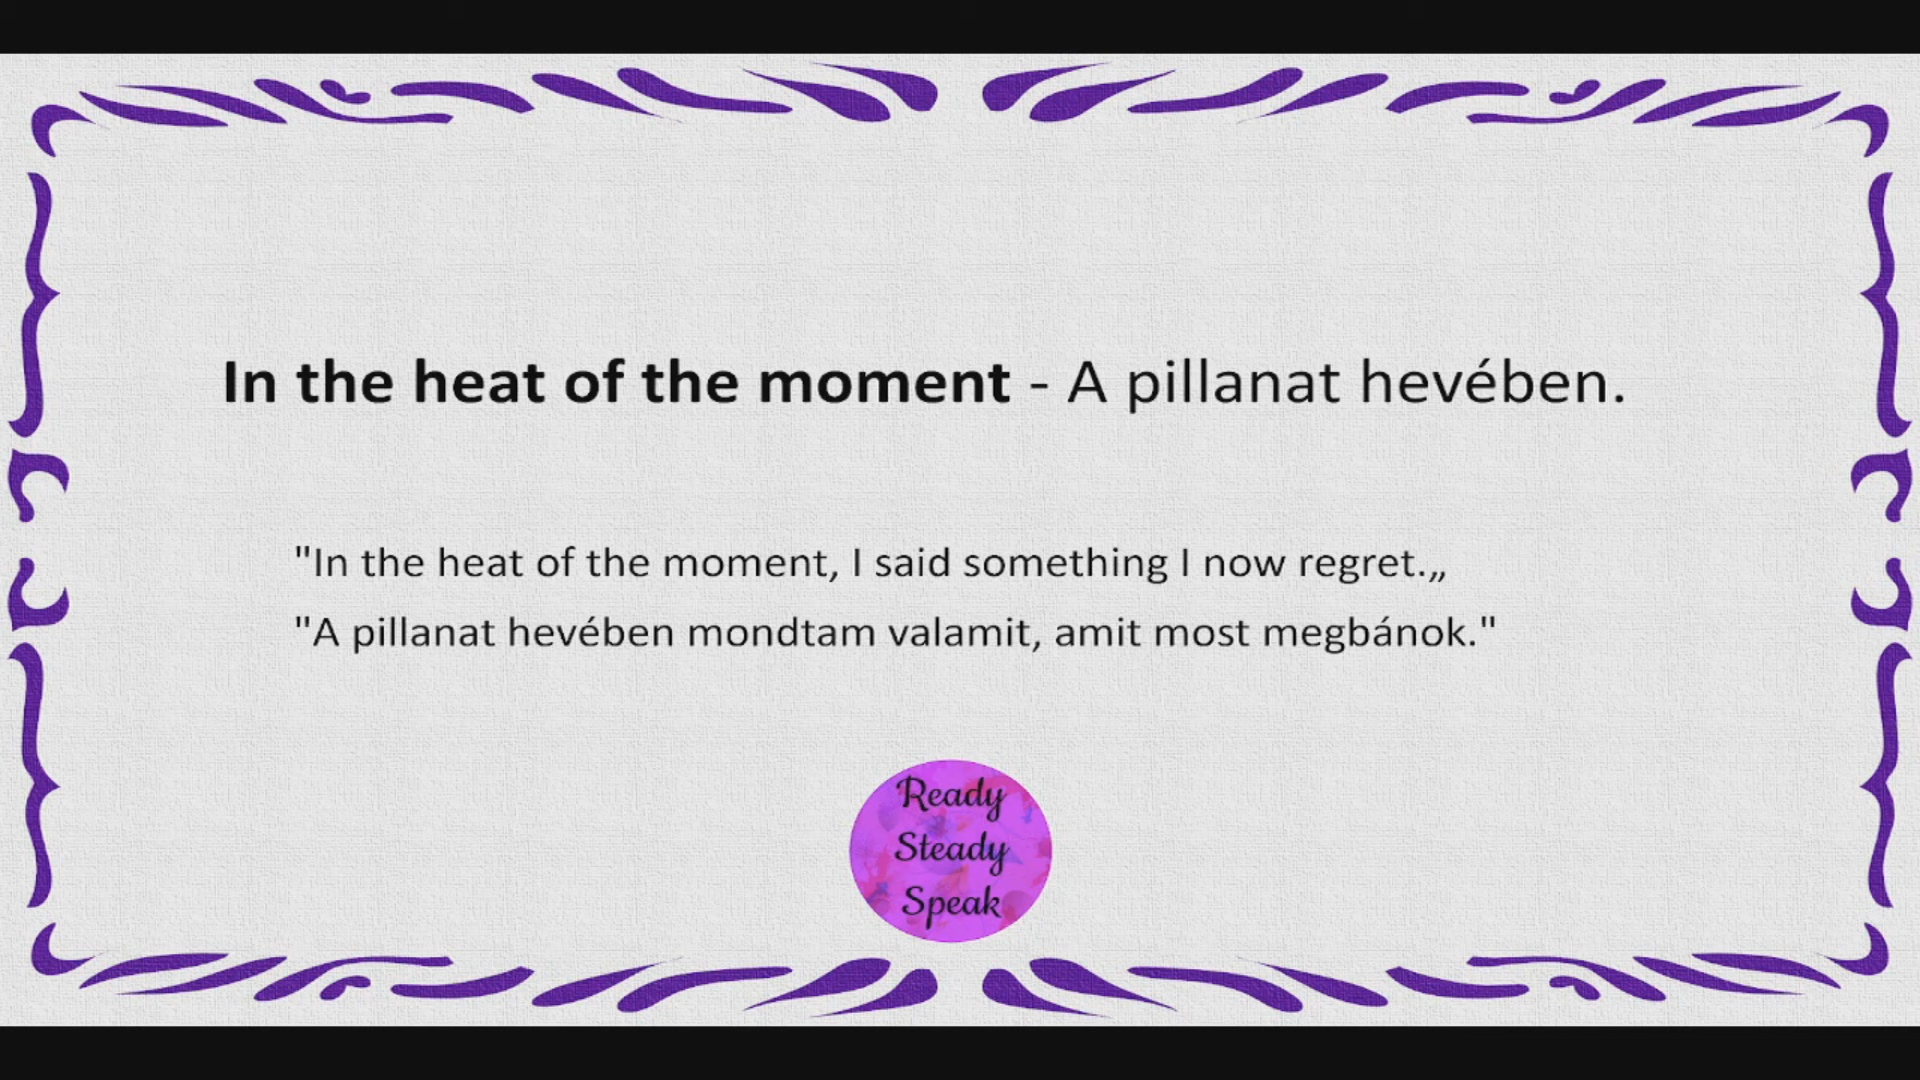 In the heat of the moment - A pillanat hevében.
"In the heat of the moment, I said something I now regret.„
"A pillanat hevében mondtam valamit, amit most megbánok."
Ready
Steady
Speak